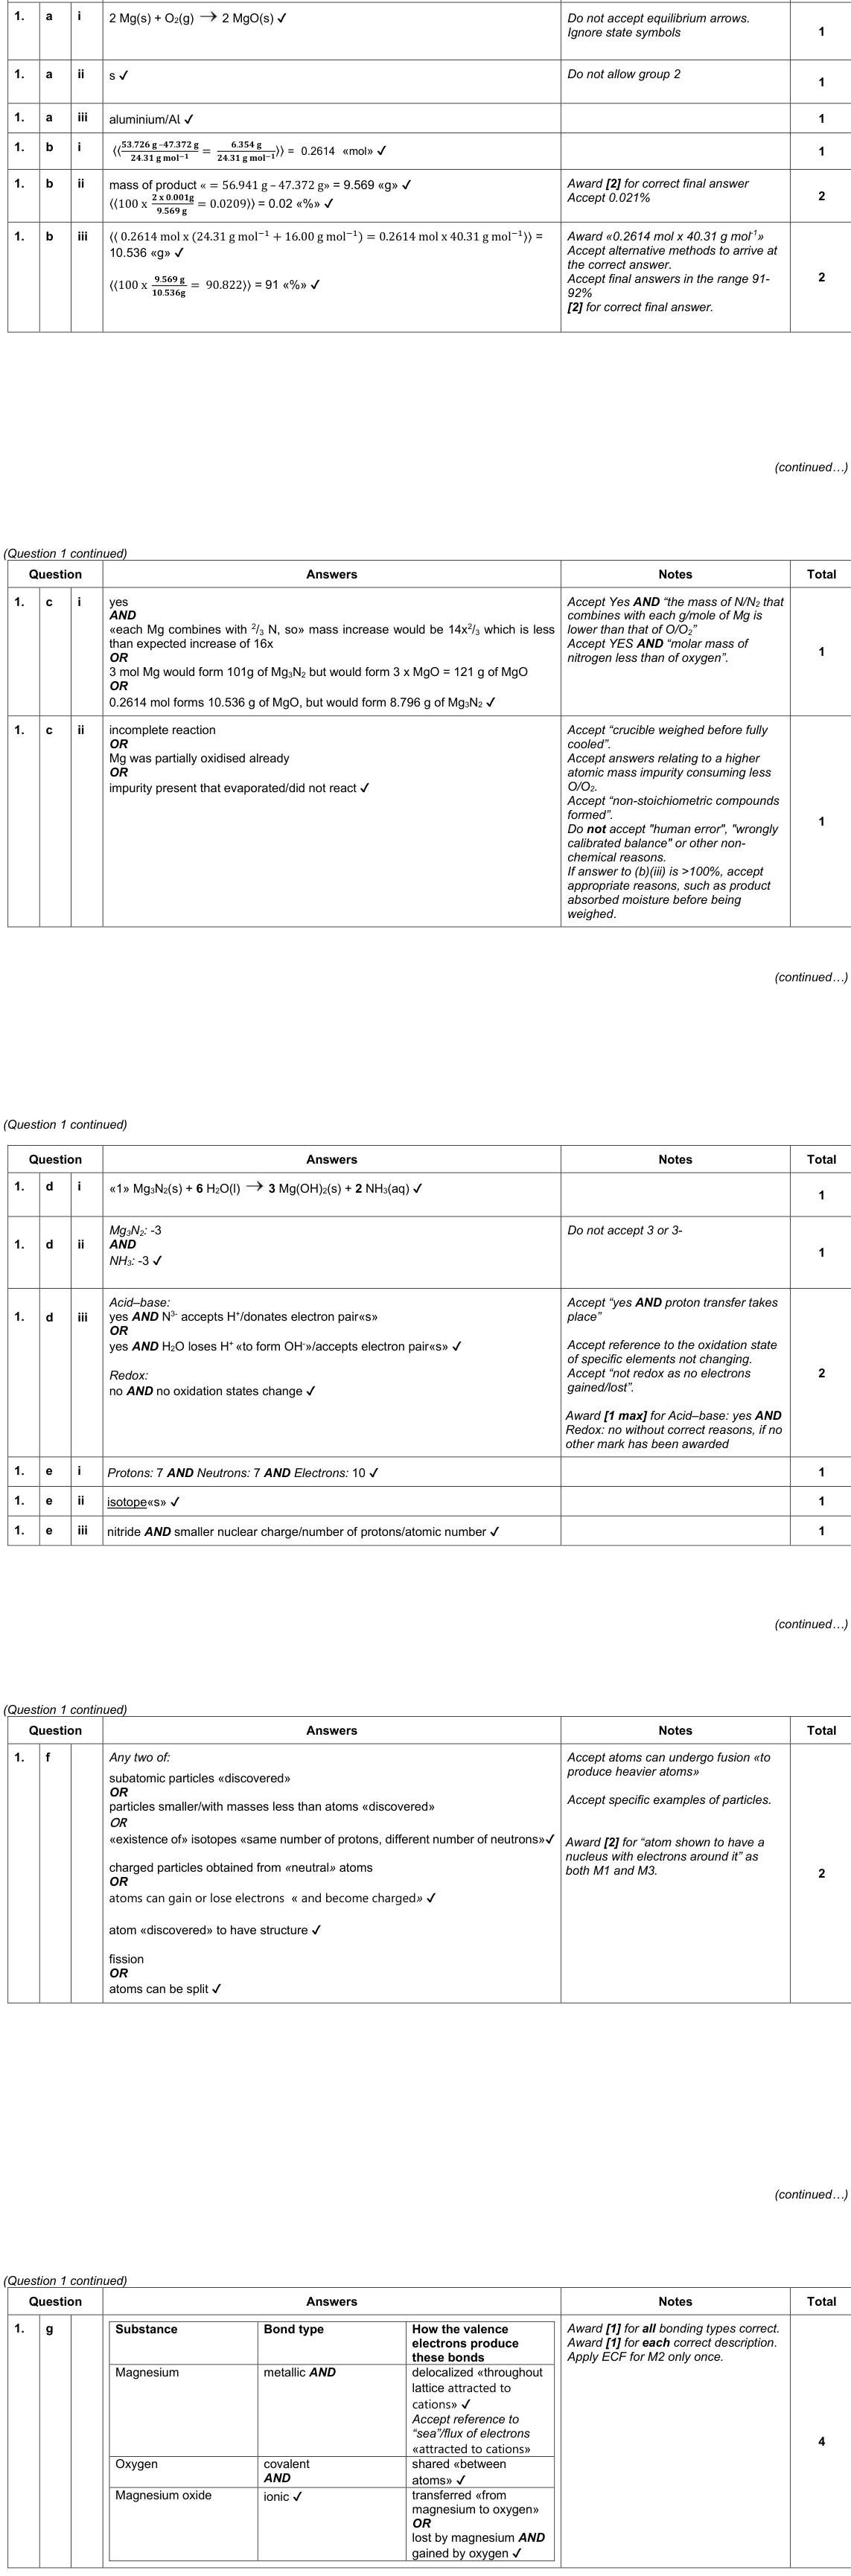 1. a i 2 Mg(s) + O₂(g) → 2 MgO(s) ✓ Do not accept equilibrium arrows.
Ignore state symbols 1
1. a ii s ✓ Do not allow group 2 1
1. a iii aluminium/Al ✓ 1
1. b i ⟨⟨(53.726 g –47.372 g)/(24.31 g mol⁻¹) = (6.354 g)/(24.31 g mol⁻¹)⟩⟩ = 0.2614 «mol» ✓ 1
1. b ii mass of product « = 56.941 g – 47.372 g» = 9.569 «g» ✓
⟨⟨100 x (2 x 0.001g)/(9.569 g) = 0.0209⟩⟩ = 0.02 «%» ✓
Award [2] for correct final answer
Accept 0.021%
2
1. b iii ⟨⟨ 0.2614 mol x (24.31 g mol⁻¹ + 16.00 g mol⁻¹) = 0.2614 mol x 40.31 g mol⁻¹⟩⟩ =
10.536 «g» ✓
⟨⟨100 x (9.569 g)/(10.536g) = 90.822⟩⟩ = 91 «%» ✓
Award «0.2614 mol x 40.31 g mol⁻¹»
Accept alternative methods to arrive at
the correct answer.
Accept final answers in the range 91-
92%
[2] for correct final answer.
2
(continued…)
(Question 1 continued)
Question Answers Notes Total
1. c i yes
AND
«each Mg combines with ²/₃ N, so» mass increase would be 14x²/₃ which is less
than expected increase of 16x
OR
3 mol Mg would form 101g of Mg₃N₂ but would form 3 x MgO = 121 g of MgO
OR
0.2614 mol forms 10.536 g of MgO, but would form 8.796 g of Mg₃N₂ ✓
Accept Yes AND “the mass of N/N₂ that
combines with each g/mole of Mg is
lower than that of O/O₂”
Accept YES AND “molar mass of
nitrogen less than of oxygen”.
1
1. c ii incomplete reaction
OR
Mg was partially oxidised already
OR
impurity present that evaporated/did not react ✓
Accept “crucible weighed before fully
cooled”.
Accept answers relating to a higher
atomic mass impurity consuming less
O/O₂.
Accept “non-stoichiometric compounds
formed”.
Do not accept "human error", "wrongly
calibrated balance" or other non-
chemical reasons.
If answer to (b)(iii) is >100%, accept
appropriate reasons, such as product
absorbed moisture before being
weighed.
1
(continued…)
(Question 1 continued)
Question Answers Notes Total
1. d i «1» Mg₃N₂(s) + 6 H₂O(l) → 3 Mg(OH)₂(s) + 2 NH₃(aq) ✓ 1
1. d ii Mg₃N₂: -3
AND
NH₃: -3 ✓
Do not accept 3 or 3-
1
1. d iii Acid–base:
yes AND N³⁻ accepts H⁺/donates electron pair«s»
OR
yes AND H₂O loses H⁺ «to form OH⁻»/accepts electron pair«s» ✓
Redox:
no AND no oxidation states change ✓
Accept “yes AND proton transfer takes
place”
Accept reference to the oxidation state
of specific elements not changing.
Accept “not redox as no electrons
gained/lost”.
Award [1 max] for Acid–base: yes AND
Redox: no without correct reasons, if no
other mark has been awarded
2
1. e i Protons: 7 AND Neutrons: 7 AND Electrons: 10 ✓ 1
1. e ii isotope«s» ✓ 1
1. e iii nitride AND smaller nuclear charge/number of protons/atomic number ✓ 1
(continued…)
(Question 1 continued)
Question Answers Notes Total
1. f Any two of:
subatomic particles «discovered»
OR
particles smaller/with masses less than atoms «discovered»
OR
«existence of» isotopes «same number of protons, different number of neutrons»✓
charged particles obtained from «neutral» atoms
OR
atoms can gain or lose electrons « and become charged» ✓
atom «discovered» to have structure ✓
fission
OR
atoms can be split ✓
Accept atoms can undergo fusion «to
produce heavier atoms»
Accept specific examples of particles.
Award [2] for “atom shown to have a
nucleus with electrons around it” as
both M1 and M3.
2
(continued…)
(Question 1 continued)
Question Answers Notes Total
1. g
Substance Bond type How the valence
electrons produce
these bonds
Magnesium metallic AND delocalized «throughout
lattice attracted to
cations» ✓
Accept reference to
“sea”/flux of electrons
«attracted to cations»
Oxygen covalent
AND
shared «between
atoms» ✓
Magnesium oxide ionic ✓ transferred «from
magnesium to oxygen»
OR
lost by magnesium AND
gained by oxygen ✓
Award [1] for all bonding types correct.
Award [1] for each correct description.
Apply ECF for M2 only once.
4